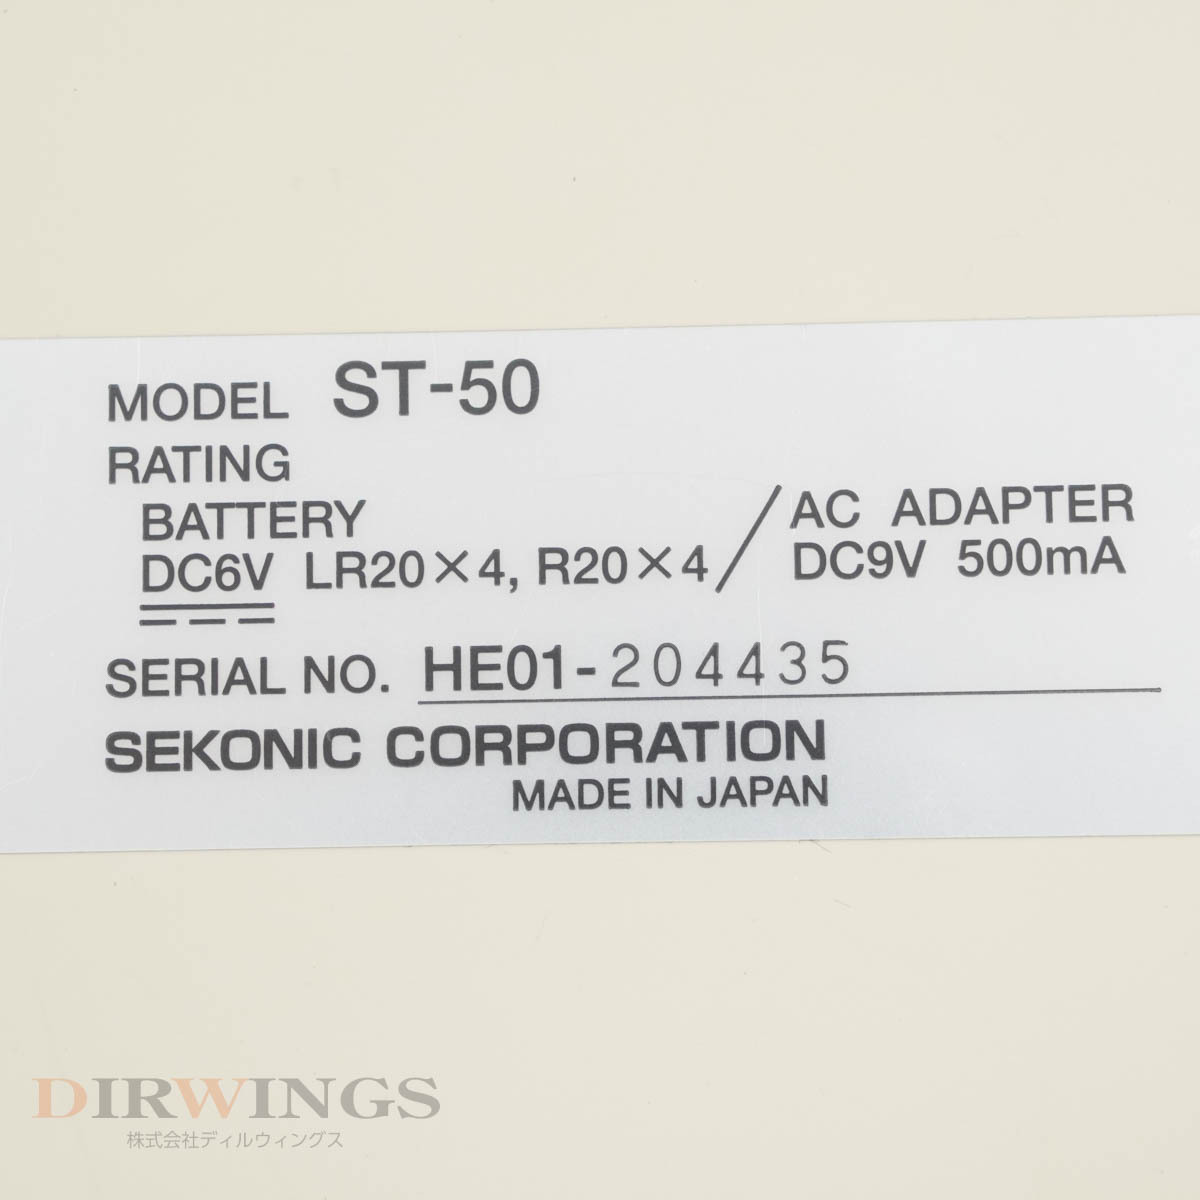 MODEL ST-50
RATING
BATTERY
DC6V LR20×4, R20×4 / AC ADAPTER
DC9V 500mA
SERIAL NO. HE01-204435
SEKONIC CORPORATION
MADE IN JAPAN
DIRWINGS
株式会社ディルウィングス